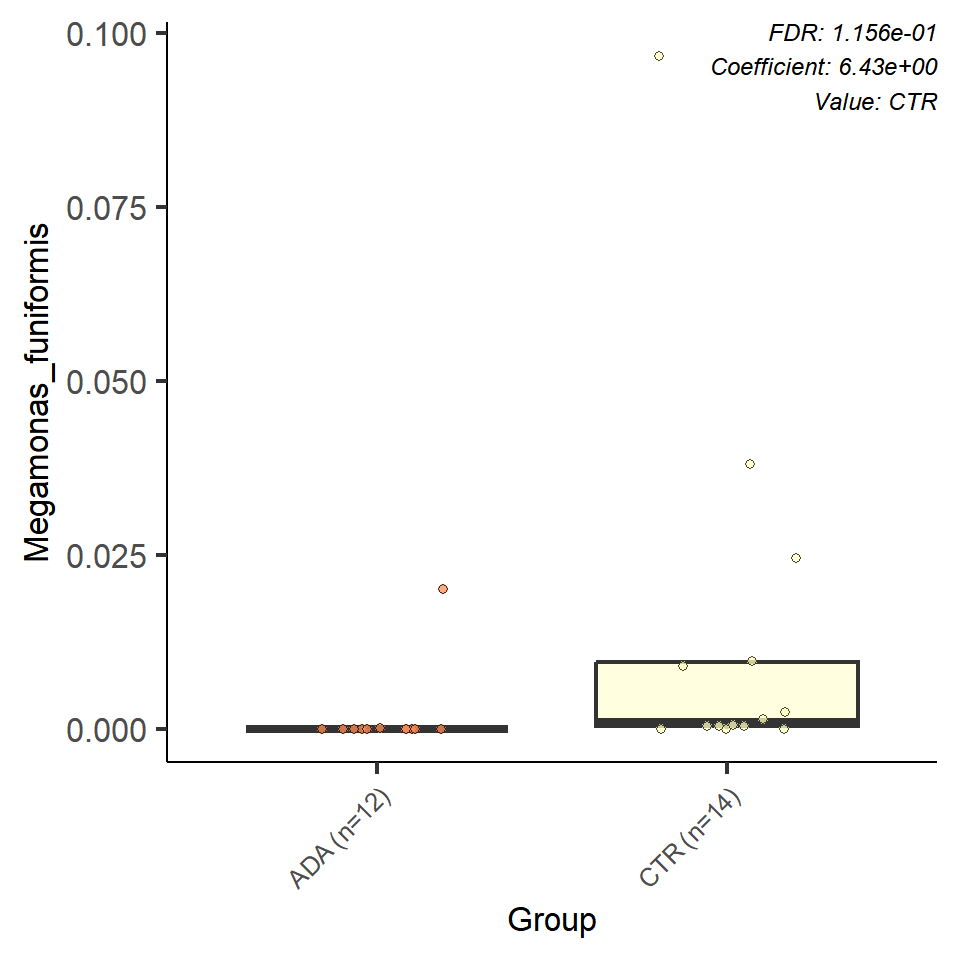 FDR: 1.156e-01
Coefficient: 6.43e+00
Value: CTR
0.100
0.075
0.050
0.025
0.000
Megamonas_funiformis
ADA (n=12)
CTR (n=14)
Group